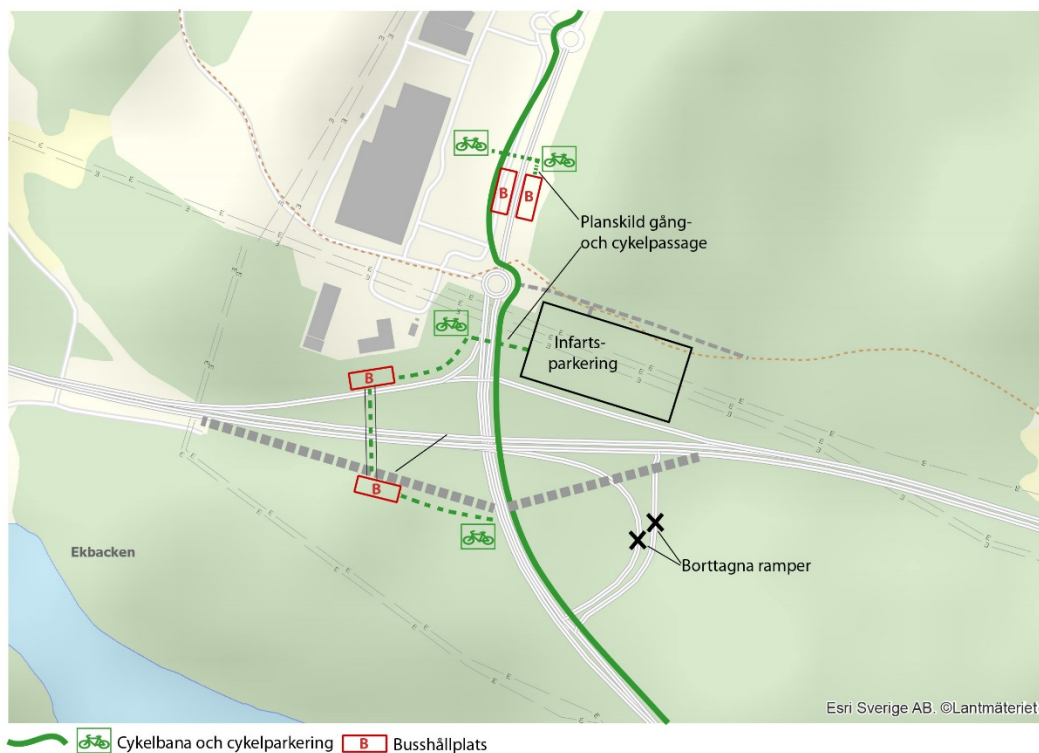 B
B
Planskild gång-
och cykelpassage
Infarts-
parkering
B
B
Ekbacken
Borttagna ramper
Esri Sverige AB. ©Lantmäteriet
Cykelbana och cykelparkering
B
Busshållplats